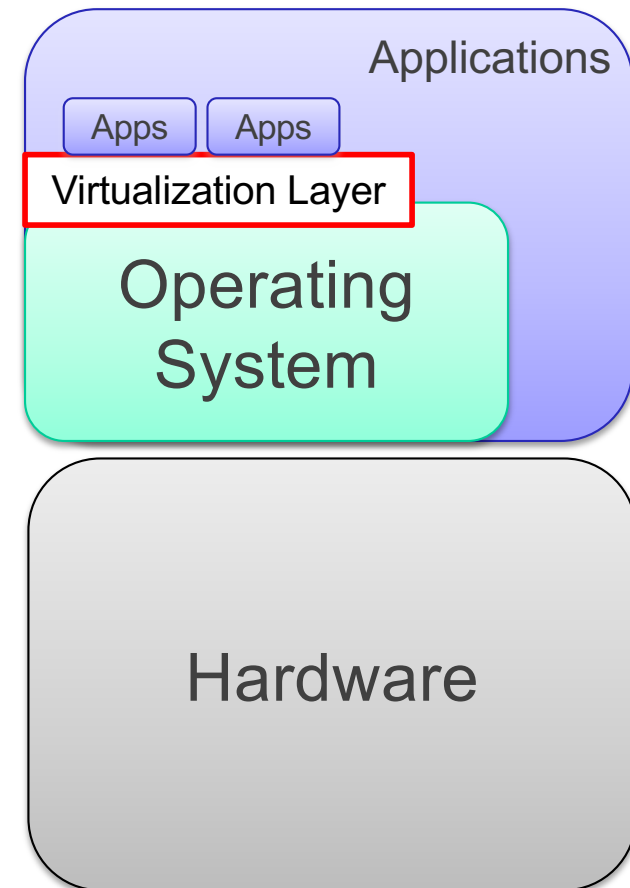 Applications
Apps Apps
Virtualization Layer
Operating
System
Hardware